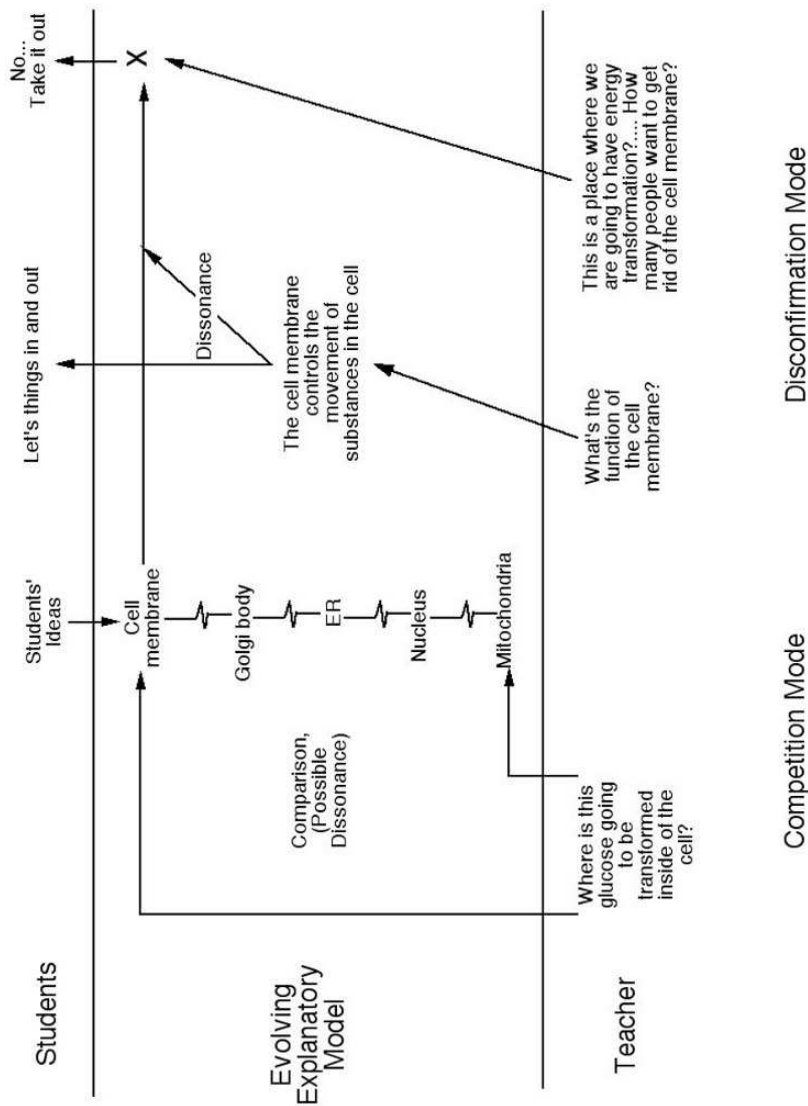 Students
Students'
Ideas
Let's things in and out
No...
Take it out
Evolving
Explanatory
Model
Comparison,
(Possible
Dissonance)
Cell
membrane
Golgi body
ER
Nucleus
Mitochondria
Dissonance
The cell membrane
controls the
movement of
substances in the cell
X
Teacher
Where is this
glucose going
to be
transformed
inside of the
cell?
What's the
function of
the cell
membrane?
This is a place where we
are going to have energy
transformation?.... How
many people want to get
rid of the cell membrane?
Competition Mode
Disconfirmation Mode